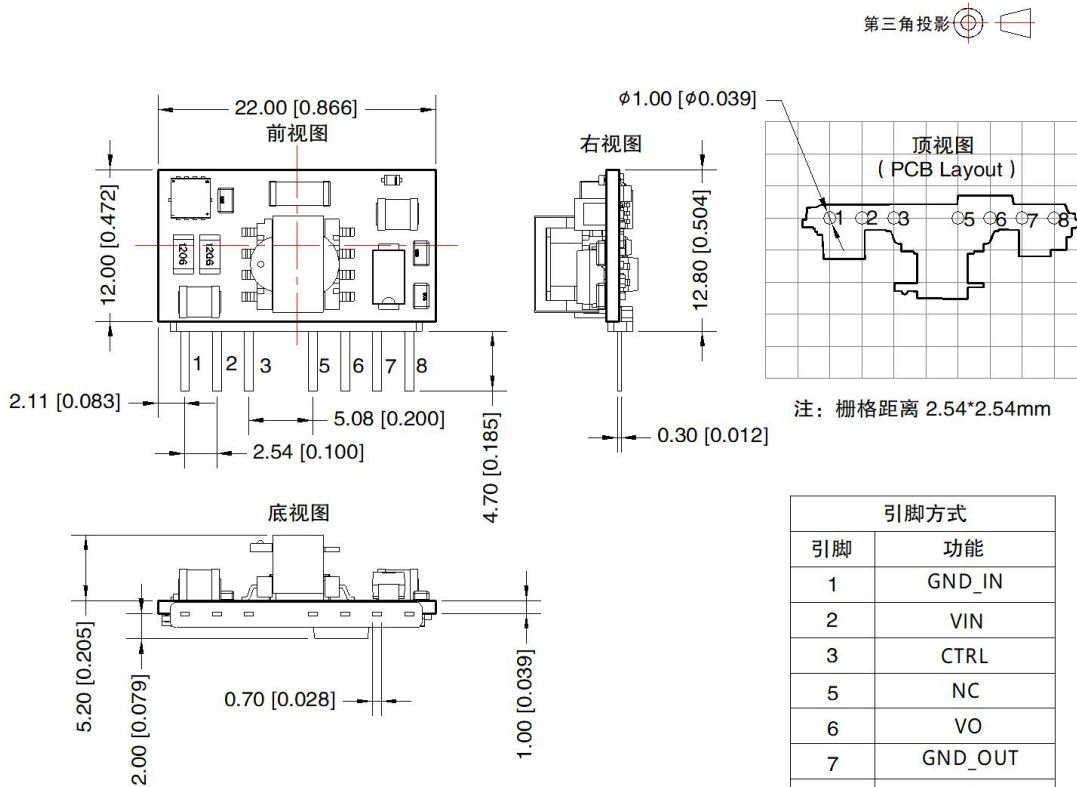 第三角投影
22.00 [0.866]
前视图
12.00 [0.472]
1206
1206
1
2
3
5
6
7
8
2.11 [0.083]
5.08 [0.200]
2.54 [0.100]
4.70 [0.185]
右视图
12.80 [0.504]
0.30 [0.012]
ϕ1.00 [ϕ0.039]
顶视图
( PCB Layout )
1
2
3
5
6
7
8
注：栅格距离 2.54*2.54mm
底视图
5.20 [0.205]
2.00 [0.079]
0.70 [0.028]
1.00 [0.039]
引脚方式
引脚 功能
1 GND_IN
2 VIN
3 CTRL
5 NC
6 VO
7 GND_OUT